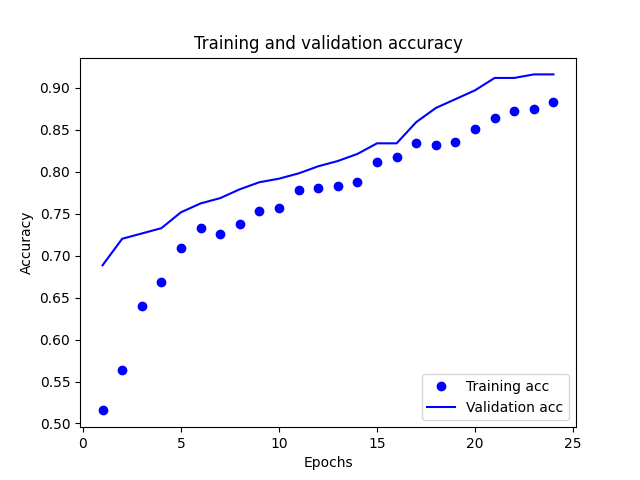 Training and validation accuracy
0.90
0.85
0.80
0.75
0.70
0.65
0.60
0.55
0.50
Accuracy
Training acc
Validation acc
0 5 10 15 20 25
Epochs